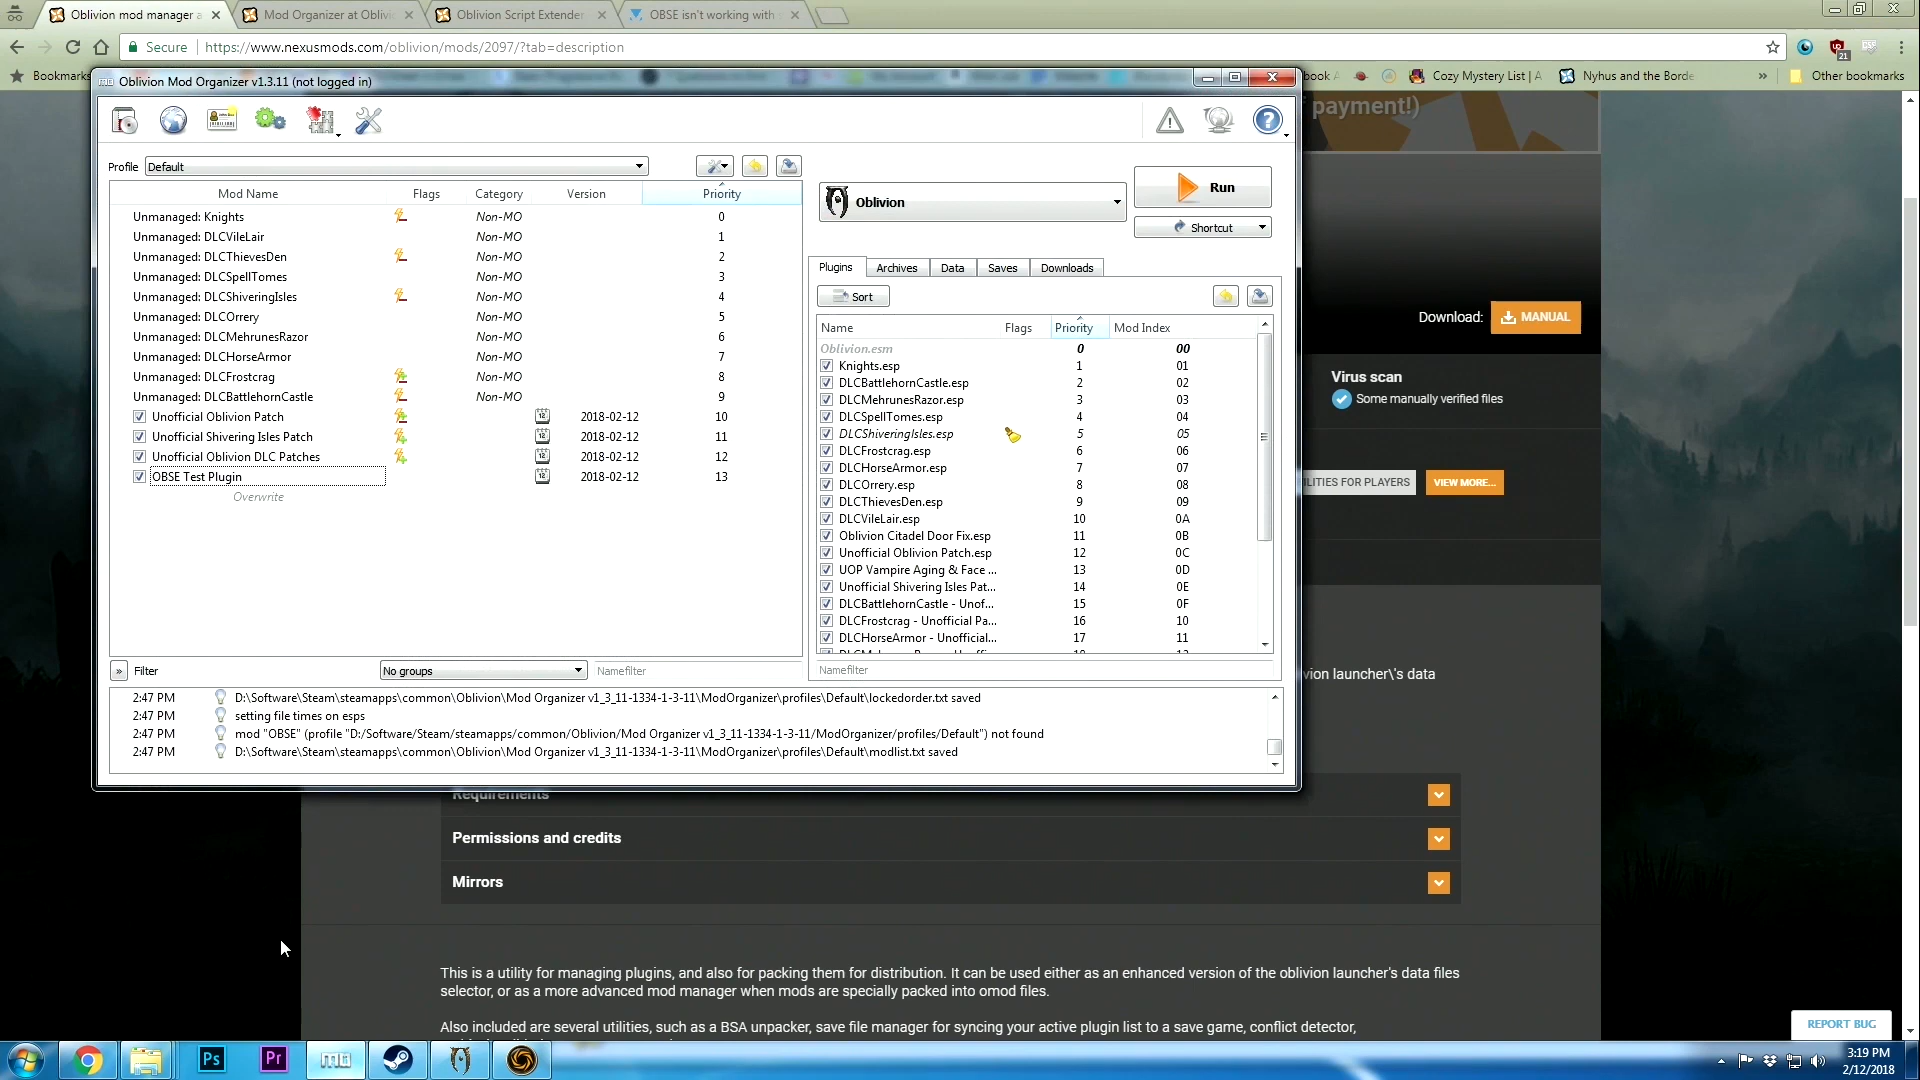 Oblivion mod manager a
Mod Organizer at Oblivi
Oblivion Script Extender
OBSE isn't working with
Secure
https://www.nexusmods.com/oblivion/mods/2097/?tab=description
21
Bookmarks
Cozy Mystery List | A
Nyhus and the Borde
»
Other bookmarks
Oblivion Mod Organizer v1.3.11 (not logged in)
payment!)
Profile
Default
Mod Name
Flags
Category
Version
Priority
Unmanaged: Knights Non-MO 0
Unmanaged: DLCVileLair Non-MO 1
Unmanaged: DLCThievesDen Non-MO 2
Unmanaged: DLCSpellTomes Non-MO 3
Unmanaged: DLCShiveringIsles Non-MO 4
Unmanaged: DLCOrrery Non-MO 5
Unmanaged: DLCMehrunesRazor Non-MO 6
Unmanaged: DLCHorseArmor Non-MO 7
Unmanaged: DLCFrostcrag Non-MO 8
Unmanaged: DLCBattlehornCastle Non-MO 9
Unofficial Oblivion Patch 2018-02-12 10
Unofficial Shivering Isles Patch 2018-02-12 11
Unofficial Oblivion DLC Patches 2018-02-12 12
OBSE Test Plugin 2018-02-12 13
Overwrite
» Filter
No groups
Namefilter
Oblivion
Run
Shortcut
Plugins
Archives
Data
Saves
Downloads
Sort
Name
Flags
Priority
Mod Index
Oblivion.esm 0 00
Knights.esp 1 01
DLCBattlehornCastle.esp 2 02
DLCMehrunesRazor.esp 3 03
DLCSpellTomes.esp 4 04
DLCShiveringIsles.esp 5 05
DLCFrostcrag.esp 6 06
DLCHorseArmor.esp 7 07
DLCOrrery.esp 8 08
DLCThievesDen.esp 9 09
DLCVileLair.esp 10 0A
Oblivion Citadel Door Fix.esp 11 0B
Unofficial Oblivion Patch.esp 12 0C
UOP Vampire Aging & Face ... 13 0D
Unofficial Shivering Isles Pat... 14 0E
DLCBattlehornCastle - Unof... 15 0F
DLCFrostcrag - Unofficial Pa... 16 10
DLCHorseArmor - Unofficial... 17 11
Namefilter
2:47 PM D:\Software\Steam\steamapps\common\Oblivion\Mod Organizer v1_3_11-1334-1-3-11\ModOrganizer\profiles\Default\lockedorder.txt saved
2:47 PM setting file times on esps
2:47 PM mod "OBSE" (profile "D:/Software/Steam/steamapps/common/Oblivion/Mod Organizer v1_3_11-1334-1-3-11/ModOrganizer/profiles/Default") not found
2:47 PM D:\Software\Steam\steamapps\common\Oblivion\Mod Organizer v1_3_11-1334-1-3-11\ModOrganizer\profiles\Default\modlist.txt saved
Download:
MANUAL
Virus scan
Some manually verified files
ILITIES FOR PLAYERS
VIEW MORE...
vion launcher\'s data
Requirements
Permissions and credits
Mirrors
This is a utility for managing plugins, and also for packing them for distribution. It can be used either as an enhanced version of the oblivion launcher's data files
selector, or as a more advanced mod manager when mods are specially packed into omod files.
Also included are several utilities, such as a BSA unpacker, save file manager for syncing your active plugin list to a save game, conflict detector,
REPORT BUG
Ps
Pr
3:19 PM
2/12/2018